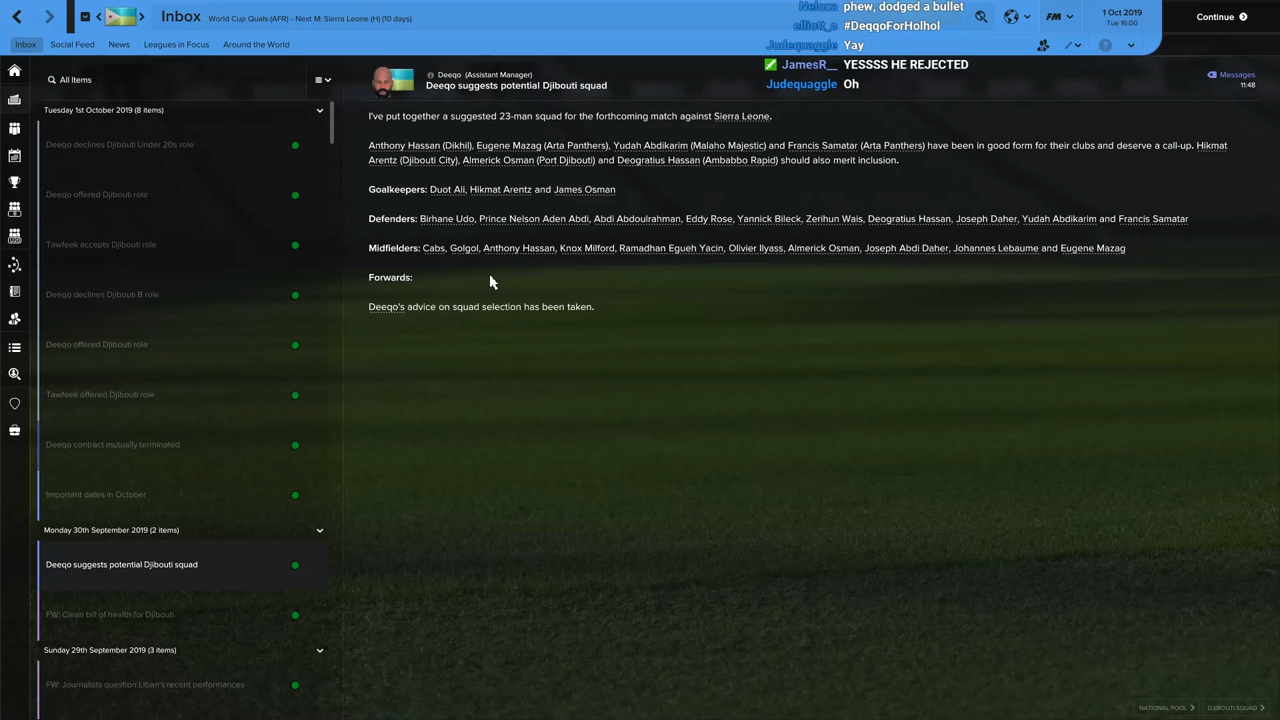 Inbox
World Cup Quals (AFR) - Next M: Sierra Leone (H) (10 days)
FM
1 Oct 2019
Tue 16:00
Continue
Inbox Social Feed News Leagues in Focus Around the World
Neloxa phew, dodged a bullet
elliott_o #DeqqoForHolhol
Judequaggle Yay
JamesR__ YESSSS HE REJECTED
Judequaggle Oh
All Items
Tuesday 1st October 2019 (8 items)
Deeqo declines Djibouti Under 20s role
Deeqo offered Djibouti role
Tawfeek accepts Djibouti role
Deeqo declines Djibouti B role
Deeqo offered Djibouti role
Tawfeek offered Djibouti role
Deeqo contract mutually terminated
Important dates in October
Monday 30th September 2019 (2 items)
Deeqo suggests potential Djibouti squad
FW: Clean bill of health for Djibouti.
Sunday 29th September 2019 (3 items)
FW: Journalists question Liban's recent performances
Deeqo (Assistant Manager)
Deeqo suggests potential Djibouti squad
Messages
11:48
I've put together a suggested 23-man squad for the forthcoming match against Sierra Leone.
Anthony Hassan (Dikhil), Eugene Mazag (Arta Panthers), Yudah Abdikarim (Malaho Majestic) and Francis Samatar (Arta Panthers) have been in good form for their clubs and deserve a call-up. Hikmat
Arentz (Djibouti City), Almerick Osman (Port Djibouti) and Deogratius Hassan (Ambabbo Rapid) should also merit inclusion.
Goalkeepers: Duot Ali, Hikmat Arentz and James Osman
Defenders: Birhane Udo, Prince Nelson Aden Abdi, Abdi Abdoulrahman, Eddy Rose, Yannick Bileck, Zerihun Wais, Deogratius Hassan, Joseph Daher, Yudah Abdikarim and Francis Samatar
Midfielders: Cabs, Golgol, Anthony Hassan, Knox Milford, Ramadhan Egueh Yacin, Olivier Ilyass, Almerick Osman, Joseph Abdi Daher, Johannes Lebaume and Eugene Mazag
Forwards:
Deeqo's advice on squad selection has been taken.
NATIONAL POOL
DJIBOUTI SQUAD